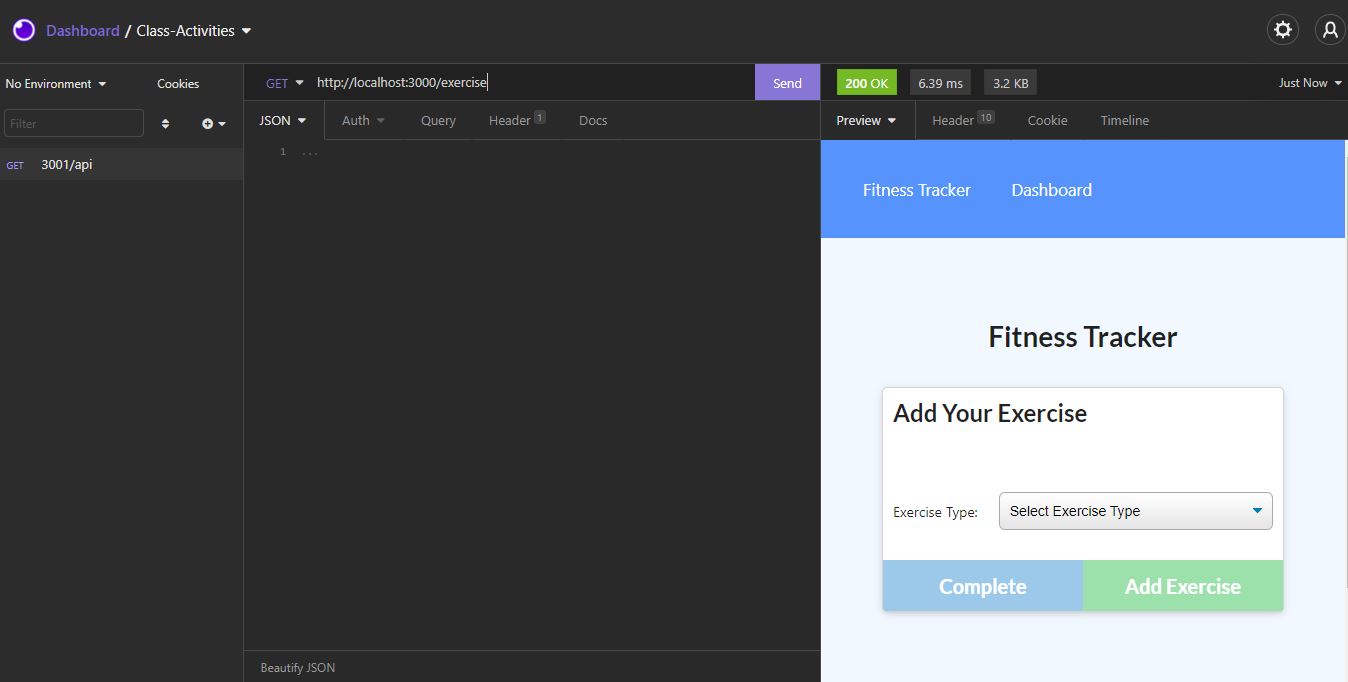 Dashboard / Class-Activities
No Environment
Cookies
Filter
GET 3001/api
GET http://localhost:3000/exercise
Send
JSON
Auth
Query
Header 1
Docs
1 ...
Beautify JSON
200 OK
6.39 ms
3.2 KB
Just Now
Preview
Header 10
Cookie
Timeline
Fitness Tracker
Dashboard
Fitness Tracker
Add Your Exercise
Exercise Type:
Select Exercise Type
Complete
Add Exercise